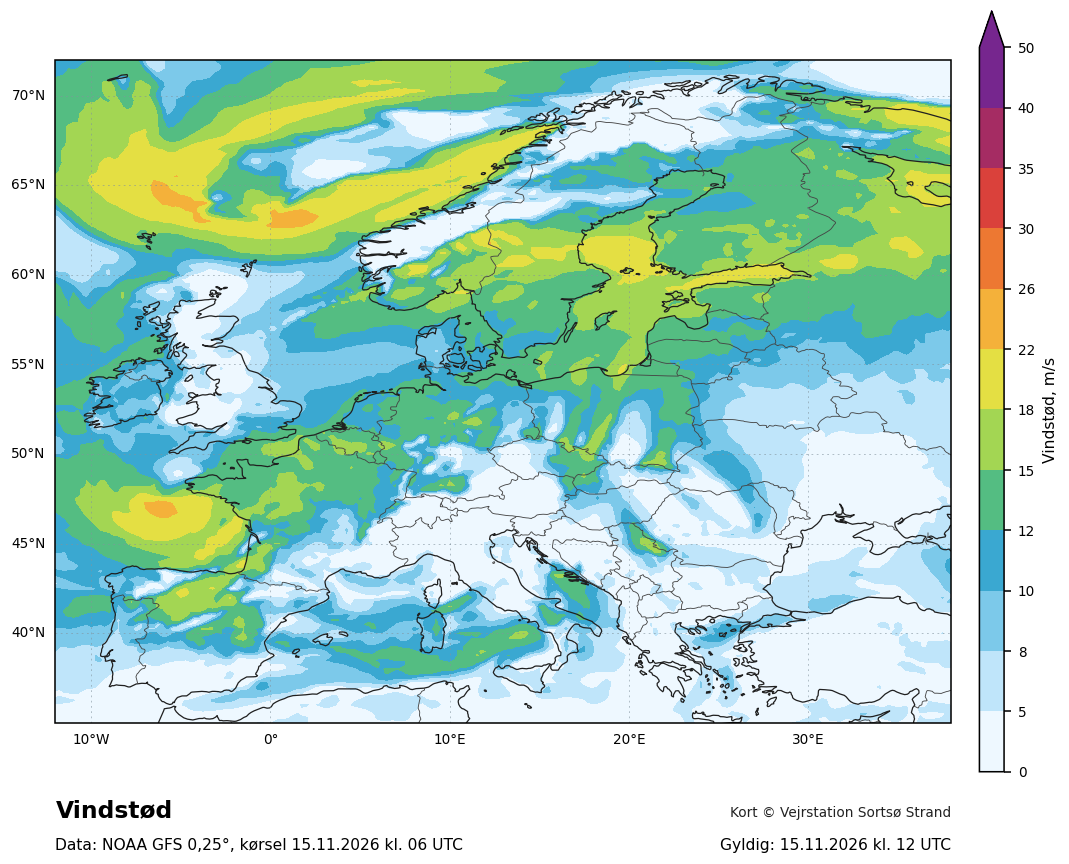 50
40
35
30
26
22
18
15
12
10
8
5
0
Vindstød, m/s
70°N
65°N
60°N
55°N
50°N
45°N
40°N
10°W
0°
10°E
20°E
30°E
Vindstød
Kort © Vejrstation Sortsø Strand
Data: NOAA GFS 0,25°, kørsel 15.11.2026 kl. 06 UTC
Gyldig: 15.11.2026 kl. 12 UTC